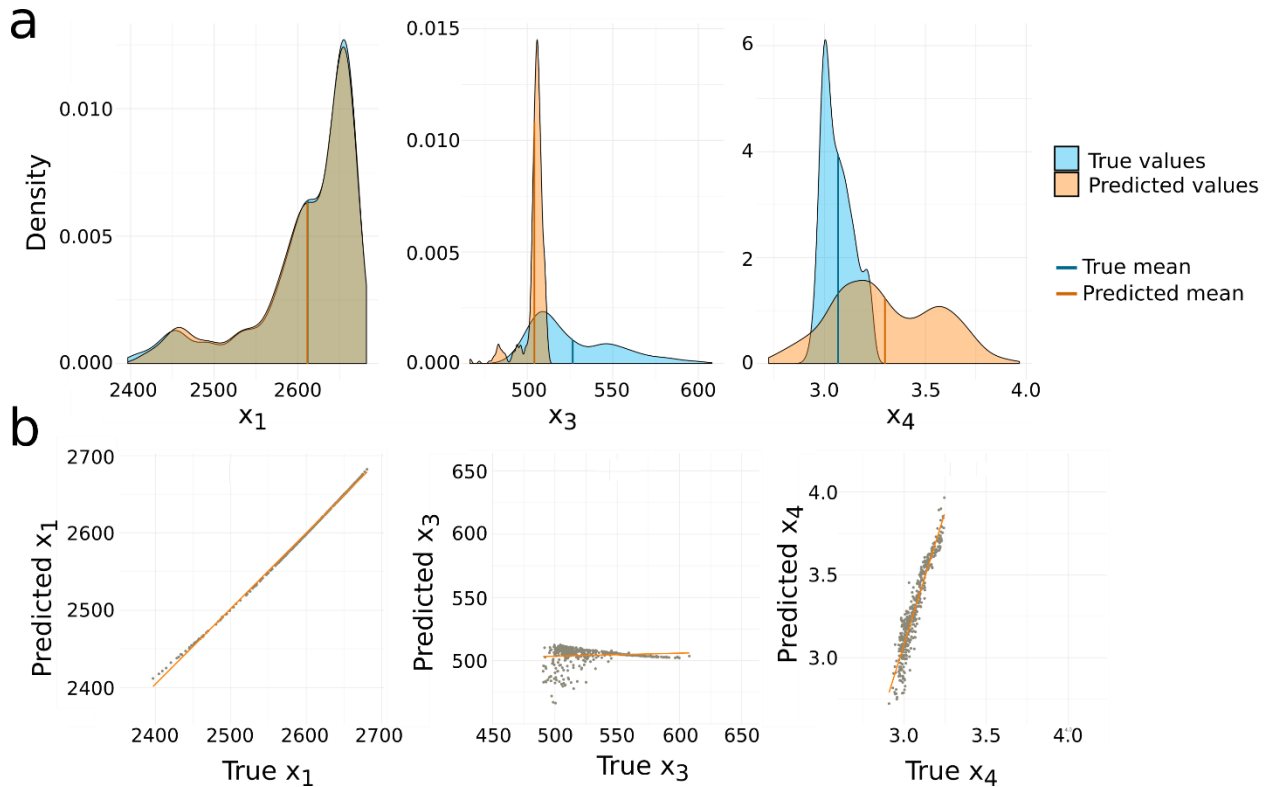 a
Density
0.010
0.005
0.000
2400 2500 2600
x1
0.015
0.010
0.005
0.000
500 550 600
x3
6
4
2
0
3.0 3.5 4.0
x4
True values
Predicted values
True mean
Predicted mean
b
Predicted x1
2700
2600
2500
2400
2400 2500 2600 2700
True x1
Predicted x3
650
600
550
500
450 500 550 600 650
True x3
Predicted x4
4.0
3.5
3.0
3.0 3.5 4.0
True x4